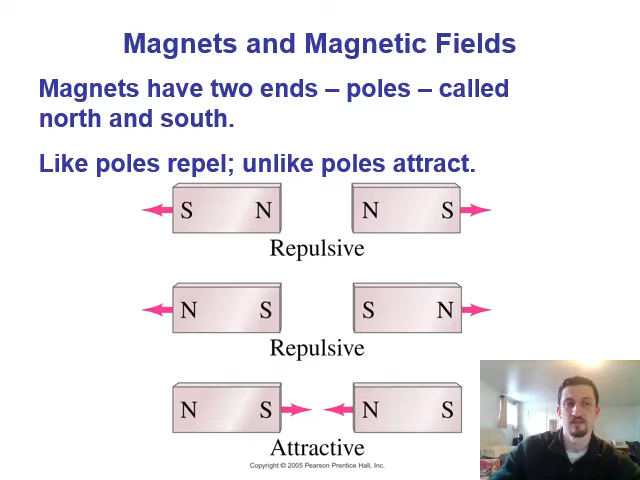 Magnets and Magnetic Fields
Magnets have two ends – poles – called
north and south.
Like poles repel; unlike poles attract.
S N N S
Repulsive
N S S N
Repulsive
N S N S
Attractive
Copyright © 2005 Pearson Prentice Hall, Inc.